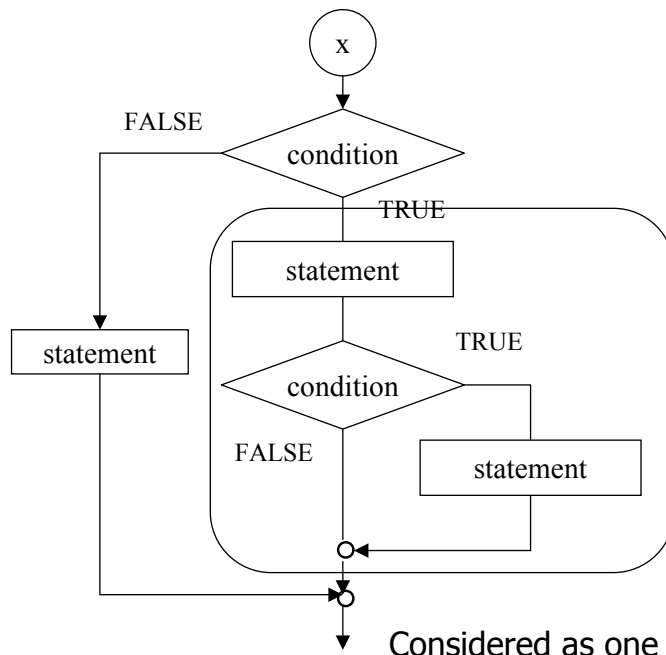 x
FALSE
condition
TRUE
statement
statement
TRUE
condition
FALSE
statement
Considered as one